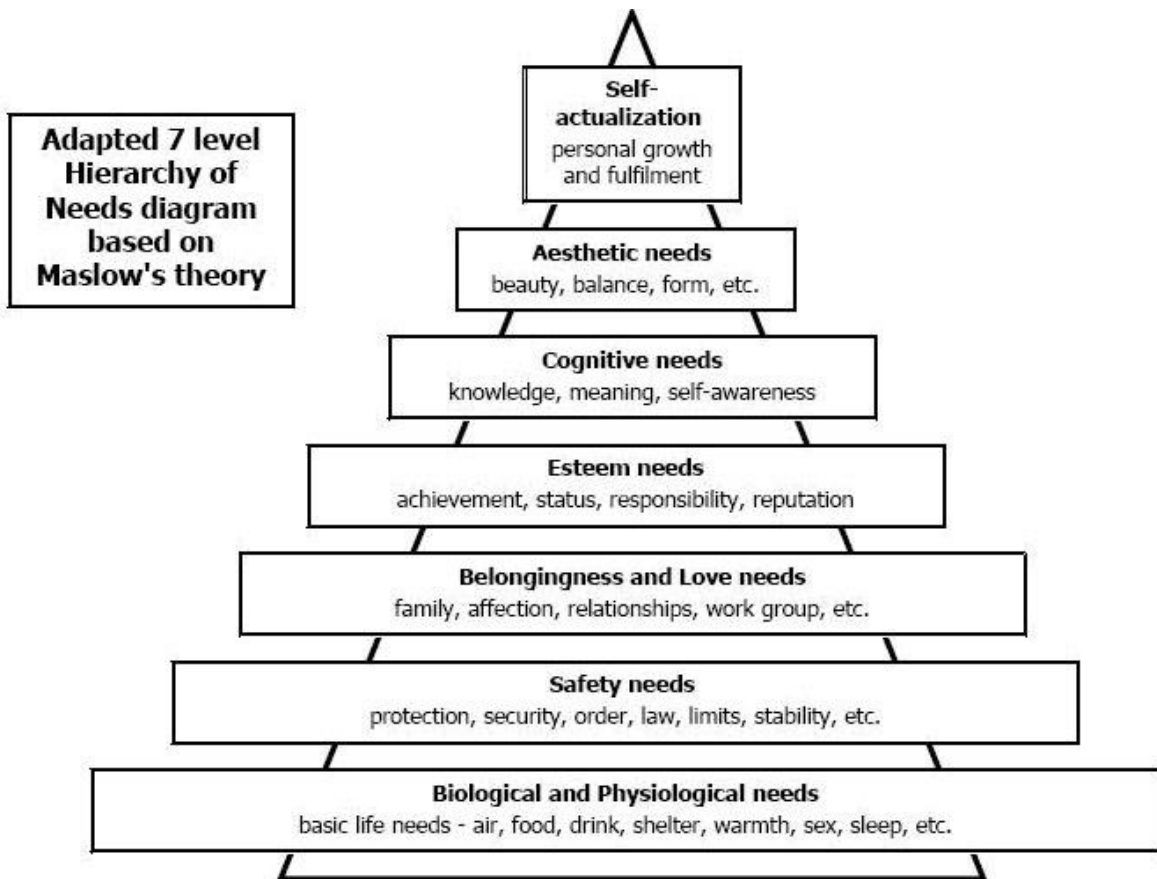 Adapted 7 level
Hierarchy of
Needs diagram
based on
Maslow's theory
Self-
actualization
personal growth
and fulfilment
Aesthetic needs
beauty, balance, form, etc.
Cognitive needs
knowledge, meaning, self-awareness
Esteem needs
achievement, status, responsibility, reputation
Belongingness and Love needs
family, affection, relationships, work group, etc.
Safety needs
protection, security, order, law, limits, stability, etc.
Biological and Physiological needs
basic life needs - air, food, drink, shelter, warmth, sex, sleep, etc.